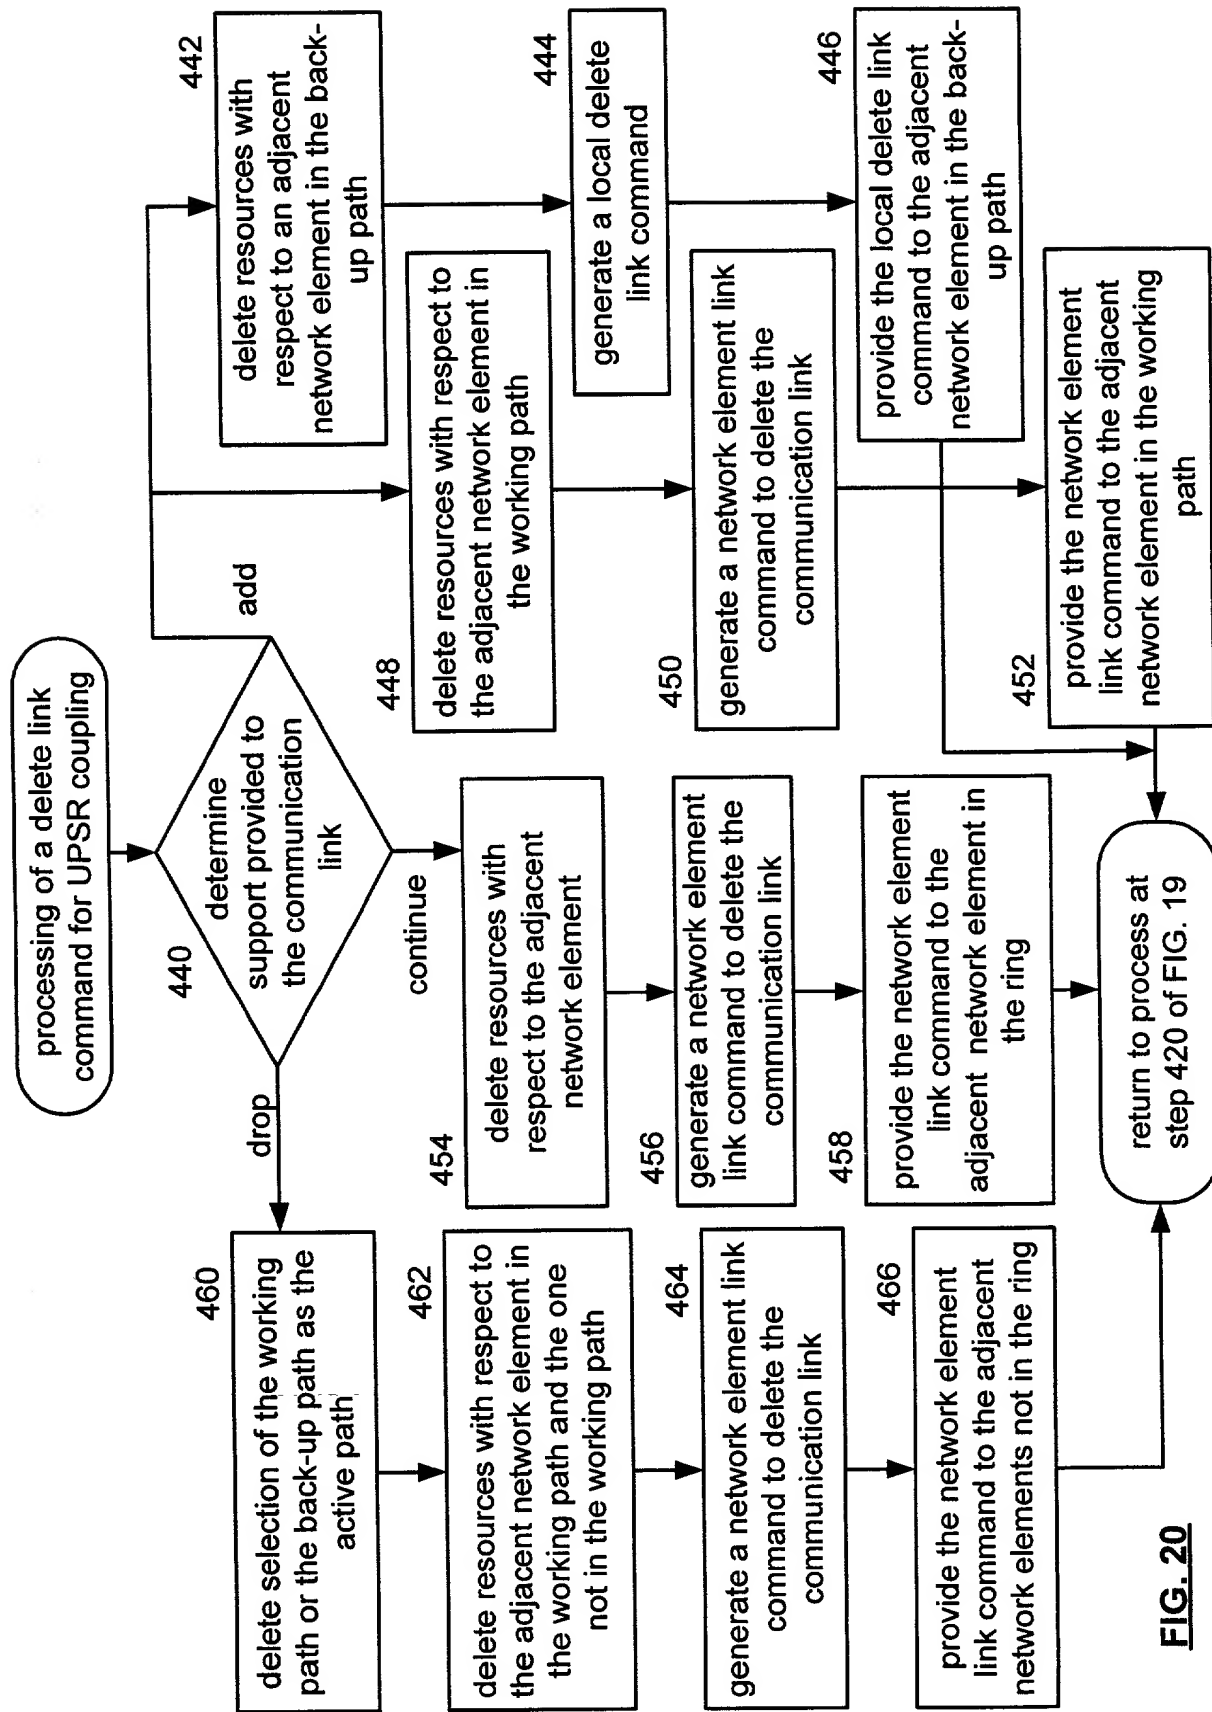 processing of a delete link
command for UPSR coupling
440
determine
support provided to
the communication
link
drop
continue
add
460
delete selection of the working
path or the back-up path as the
active path
462
delete resources with respect to
the adjacent network element in
the working path and the one
not in the working path
464
generate a network element link
command to delete the
communication link
466
provide the network element
link command to the adjacent
network elements not in the ring
454
delete resources with
respect to the adjacent
network element
456
generate a network element
link command to delete the
communication link
458
provide the network element
link command to the
adjacent network element in
the ring
448
delete resources with respect to
the adjacent network element in
the working path
450
generate a network element link
command to delete the
communication link
452
provide the network element
link command to the adjacent
network element in the working
path
442
delete resources with
respect to an adjacent
network element in the back-
up path
444
generate a local delete
link command
446
provide the local delete link
command to the adjacent
network element in the back-
up path
return to process at
step 420 of FIG. 19
FIG. 20